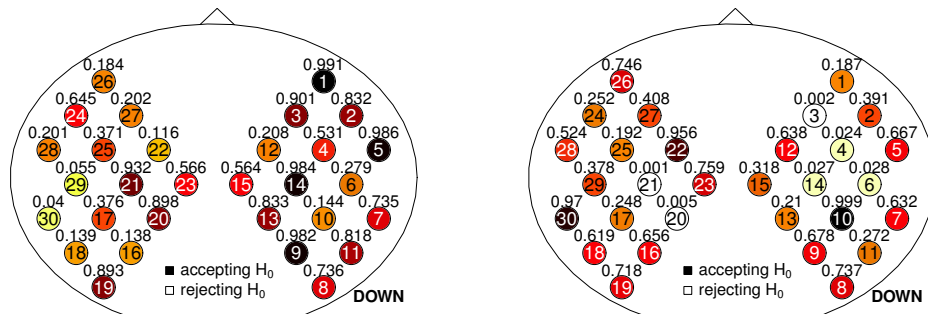 0.184 0.991 0.746 0.187
26 1 26 1
0.645 0.202 0.901 0.832 0.252 0.408 0.002 0.391
24 27 3 2 24 27 3 2
0.201 0.371 0.116 0.208 0.531 0.986 0.524 0.192 0.956 0.638 0.024 0.667
28 25 22 12 4 5 28 25 22 12 4 5
0.055 0.932 0.566 0.564 0.984 0.279 0.378 0.001 0.759 0.318 0.027 0.028
29 21 23 15 14 6 29 21 23 15 14 6
0.04 0.376 0.898 0.833 0.144 0.735 0.97 0.248 0.005 0.21 0.999 0.632
30 17 20 13 10 7 30 17 20 13 10 7
0.139 0.138 0.982 0.818 0.619 0.656 0.678 0.272
18 16 9 11 18 16 9 11
0.893 0.736 0.718 0.737
19 8 19 8
accepting H₀ accepting H₀
rejecting H₀ rejecting H₀
DOWN DOWN